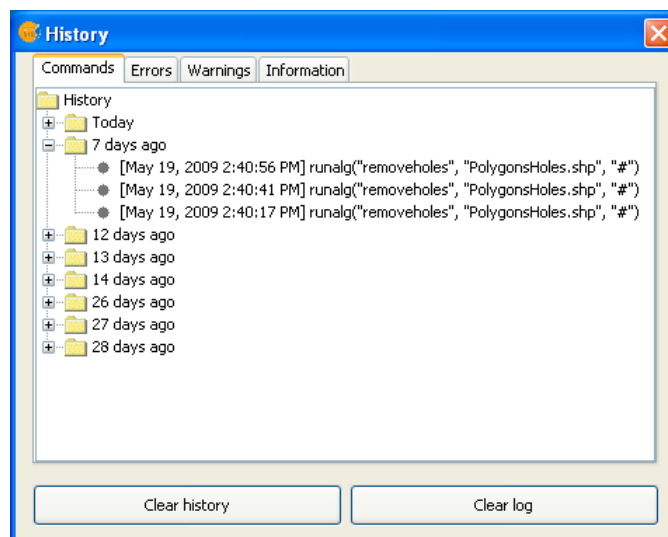 History
Commands Errors Warnings Information
History
Today
7 days ago
[May 19, 2009 2:40:56 PM] runalg("removeholes", "PolygonsHoles.shp", "#")
[May 19, 2009 2:40:41 PM] runalg("removeholes", "PolygonsHoles.shp", "#")
[May 19, 2009 2:40:17 PM] runalg("removeholes", "PolygonsHoles.shp", "#")
12 days ago
13 days ago
14 days ago
26 days ago
27 days ago
28 days ago
Clear history Clear log